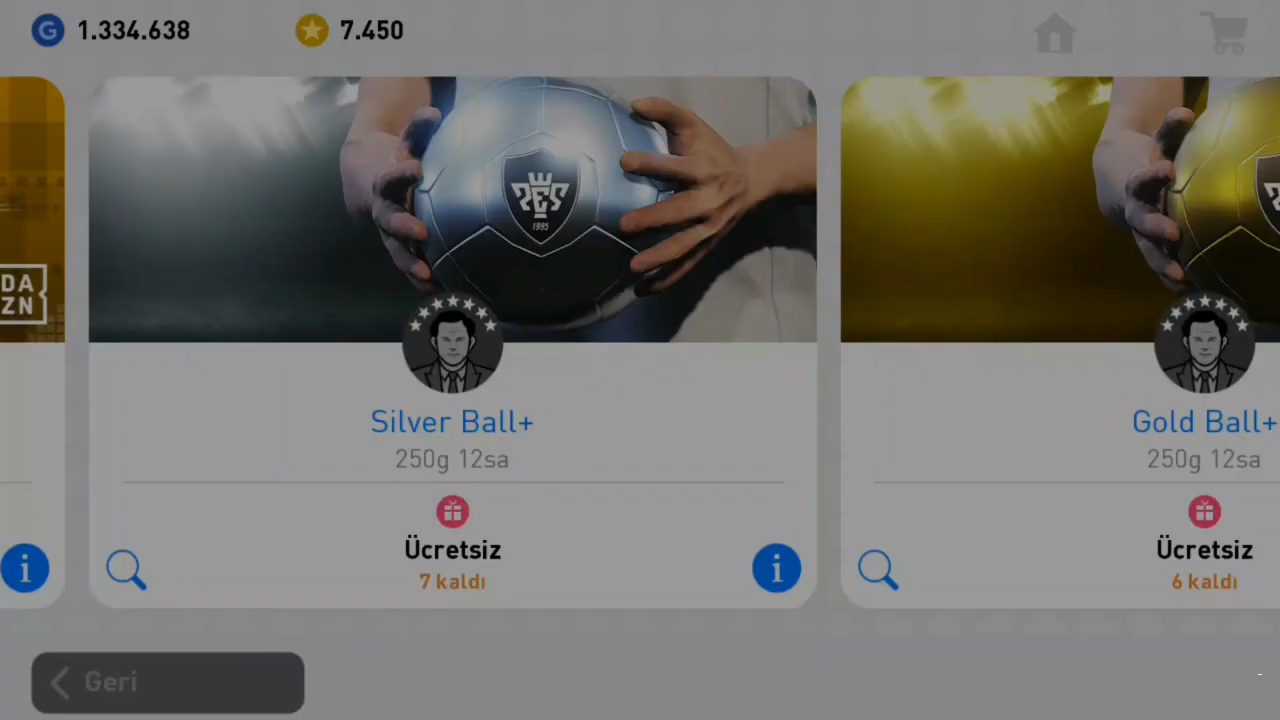 G 1.334.638
7.450
DA
ZN
PES
1995
Silver Ball+
250g 12sa
Ücretsiz
7 kaldı
i
i
Gold Ball+
250g 12sa
Ücretsiz
6 kaldı
Geri